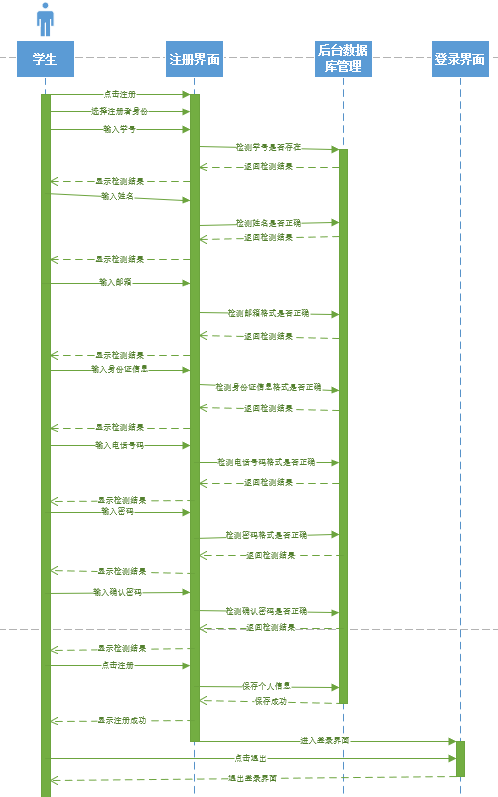 学生
注册界面
后台数据
库管理
登录界面
点击注册
选择注册者身份
输入学号
检测学号是否存在
返回检测结果
显示检测结果
输入姓名
检测姓名是否正确
返回检测结果
显示检测结果
输入邮箱
检测邮箱格式是否正确
返回检测结果
显示检测结果
输入身份证信息
检测身份证信息格式是否正确
返回检测结果
显示检测结果
输入电话号码
检测电话号码格式是否正确
返回检测结果
显示检测结果
输入密码
检测密码格式是否正确
返回检测结果
显示检测结果
输入确认密码
检测确认密码是否正确
返回检测结果
显示检测结果
点击注册
保存个人信息
保存成功
显示注册成功
进入登录界面
点击退出
退出登录界面